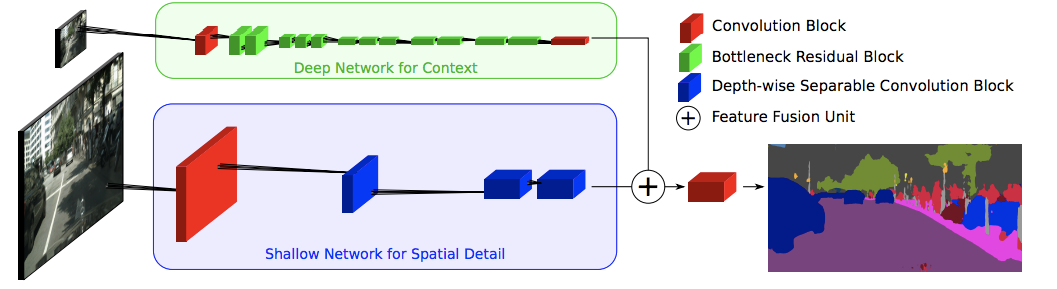 Deep Network for Context
Shallow Network for Spatial Detail
+
Convolution Block
Bottleneck Residual Block
Depth-wise Separable Convolution Block
+ Feature Fusion Unit